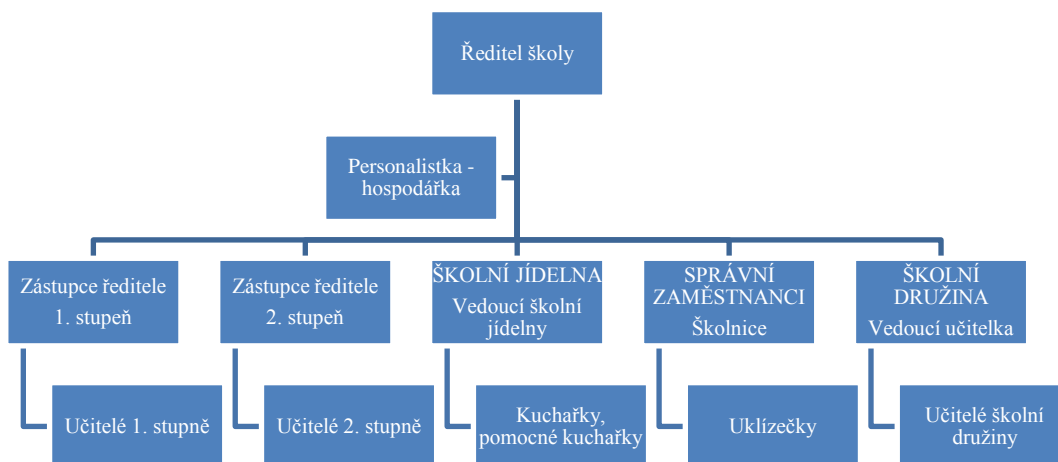 Ředitel školy
Personalistka -
hospodářka
Zástupce ředitele
1. stupeň
Zástupce ředitele
2. stupeň
ŠKOLNÍ JÍDELNA
Vedoucí školní
jídelny
SPRÁVNÍ
ZAMĚSTNANCI
Školnice
ŠKOLNÍ
DRUŽINA
Vedoucí učitelka
Učitelé 1. stupně
Učitelé 2. stupně
Kuchařky,
pomocné kuchařky
Uklízečky
Učitelé školní
družiny